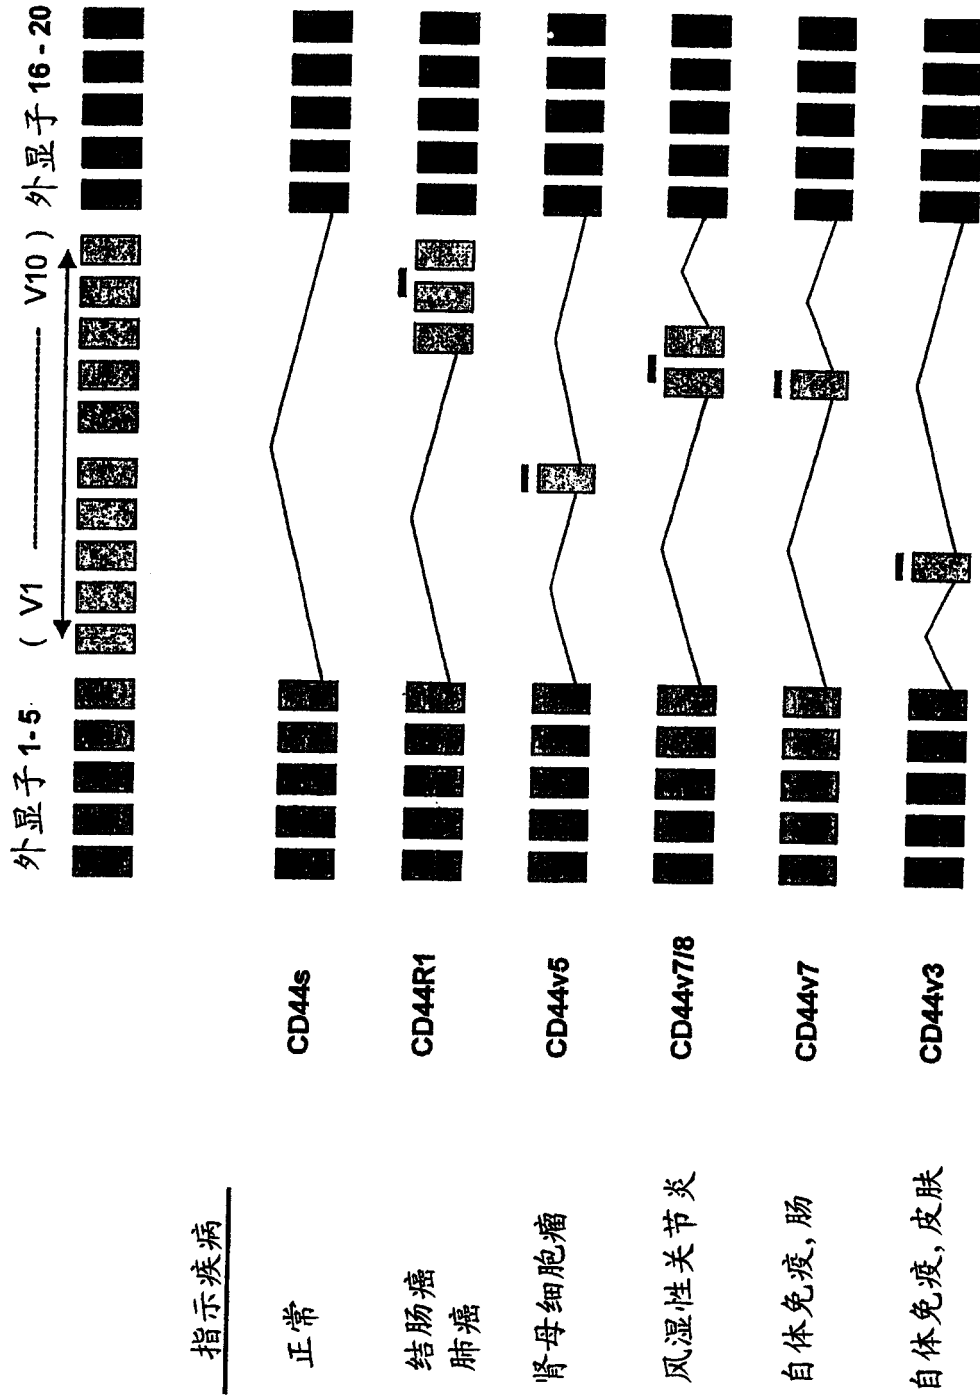 外显子 1-5 ( V1 ---------- V10 ) 外显子 16 - 20
指示疾病
正常 CD44s
结肠癌 CD44R1
肺癌
肾母细胞瘤 CD44v5
风湿性关节炎 CD44v7/8
自体免疫, 肠 CD44v7
自体免疫, 皮肤 CD44v3